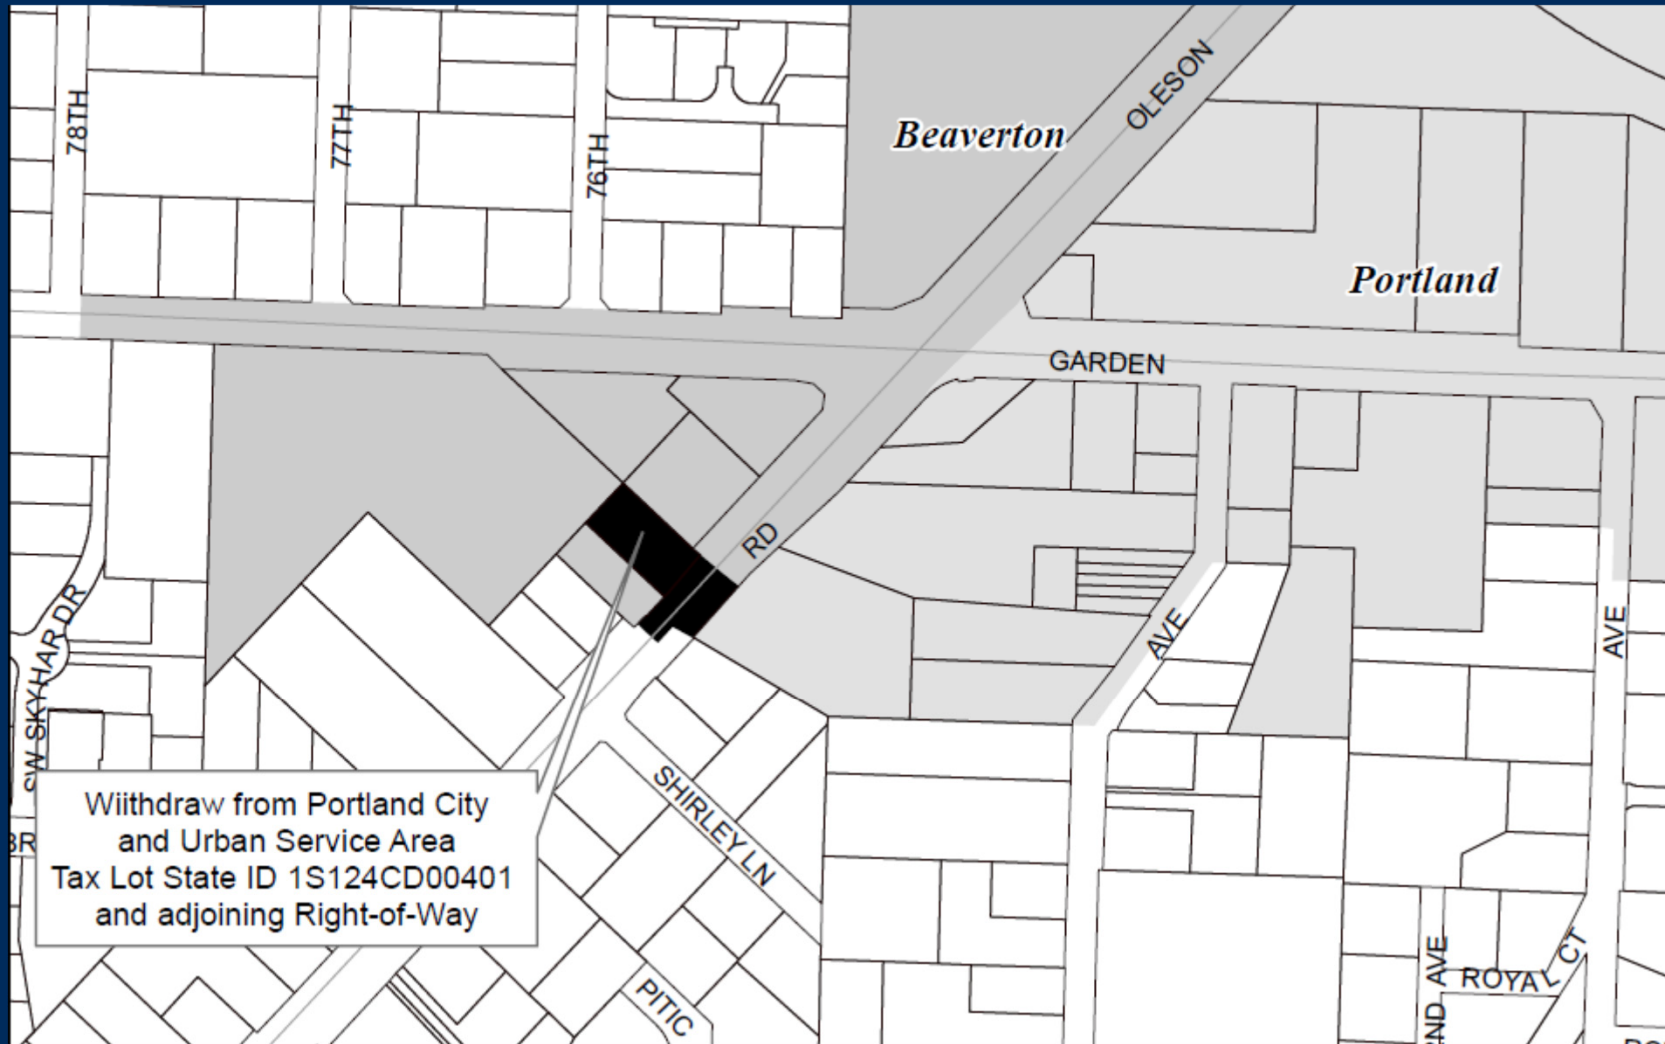 78TH
77TH
76TH
Beaverton
OLESON
Portland
GARDEN
RD
AVE
AVE
SW SKYHAR DR
Wiithdraw from Portland City
and Urban Service Area
Tax Lot State ID 1S124CD00401
and adjoining Right-of-Way
SHIRLEY LN
PITIC
ND AVE
ROYAL CT